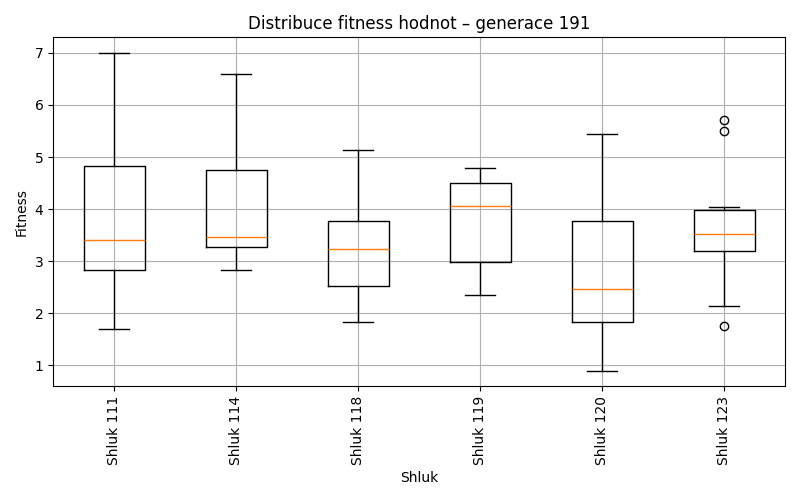 Distribuce fitness hodnot – generace 191
7
6
5
4
3
2
1
Fitness
Shluk 111
Shluk 114
Shluk 118
Shluk 119
Shluk 120
Shluk 123
Shluk